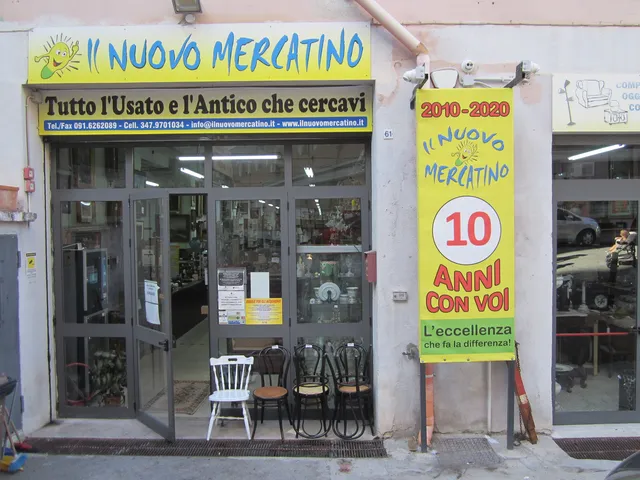 Il NUOVO MERCATINO
Tutto l'Usato e l'Antico che cercavi
Tel./Fax 091.6262089 - Cell. 347.9701034 - info@ilnuovomercatino.it - www.ilnuovomercatino.it
61
2010-2020
Il NUOVO
MERCATINO
10
ANNI
CON VOI
L'eccellenza
che fa la differenza!